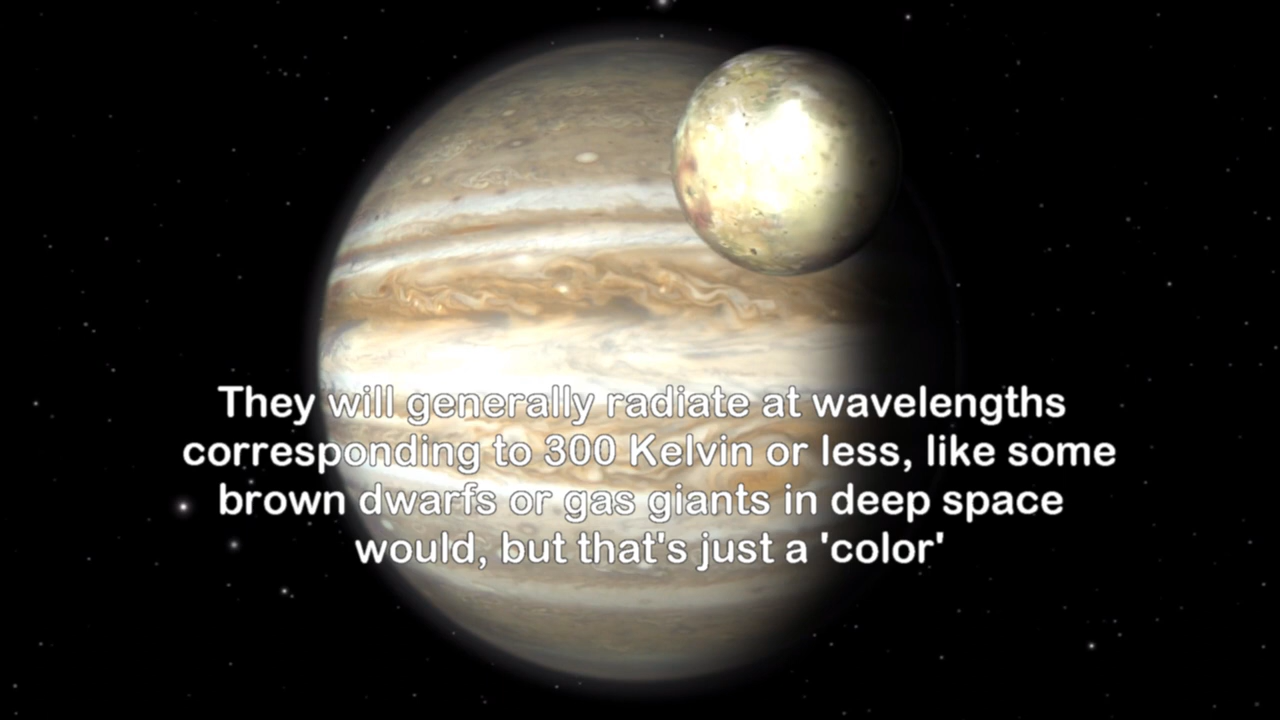 They will generally radiate at wavelengths
corresponding to 300 Kelvin or less, like some
brown dwarfs or gas giants in deep space
would, but that's just a 'color'